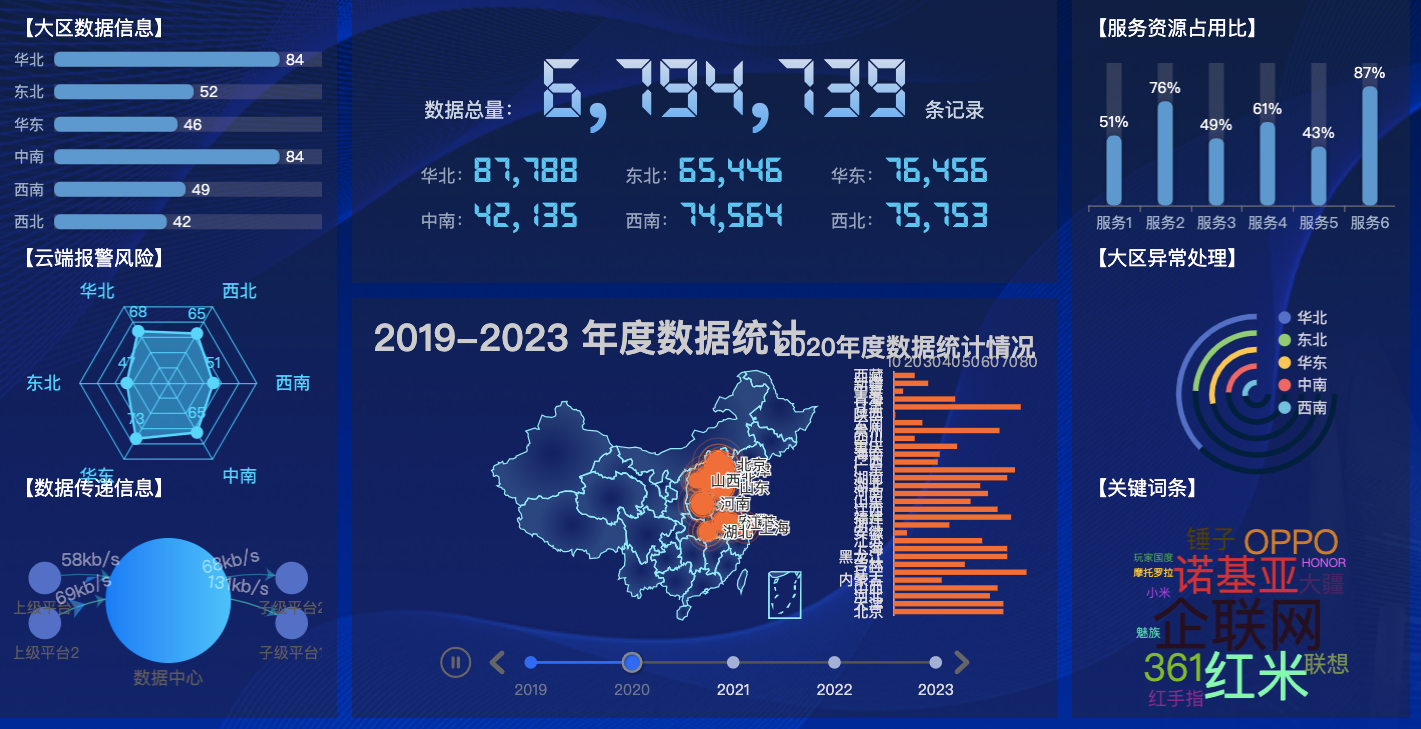 【大区数据信息】
华北 84
东北 52
华东 46
中南 84
西南 49
西北 42
【云端报警风险】
华北 西北
68 65
东北 47 51 西南
73 65
华东 中南
【数据传递信息】
58kb/s 68kb/s
69kb/s 131kb/s
上级平台 子级平台2
上级平台2 子级平台
数据中心
数据总量: 6,794,739 条记录
华北: 87,788 东北: 65,446 华东: 76,456
中南: 42,135 西南: 74,564 西北: 75,753
2019-2023 年度数据统计
2020年度数据统计情况
10 20 30 40 50 60 70 80
西藏
黑龙江
内蒙古
北京
北京
山西
山东
河南
湖北
上海
2019 2020 2021 2022 2023
【服务资源占用比】
51% 76% 49% 61% 43% 87%
服务1 服务2 服务3 服务4 服务5 服务6
【大区异常处理】
华北
东北
华东
中南
西南
【关键词条】
锤子 OPPO
玩家国度 HONOR
摩托罗拉 诺基亚 大疆
小米
企联网
魅族
361 红米 联想
红手指